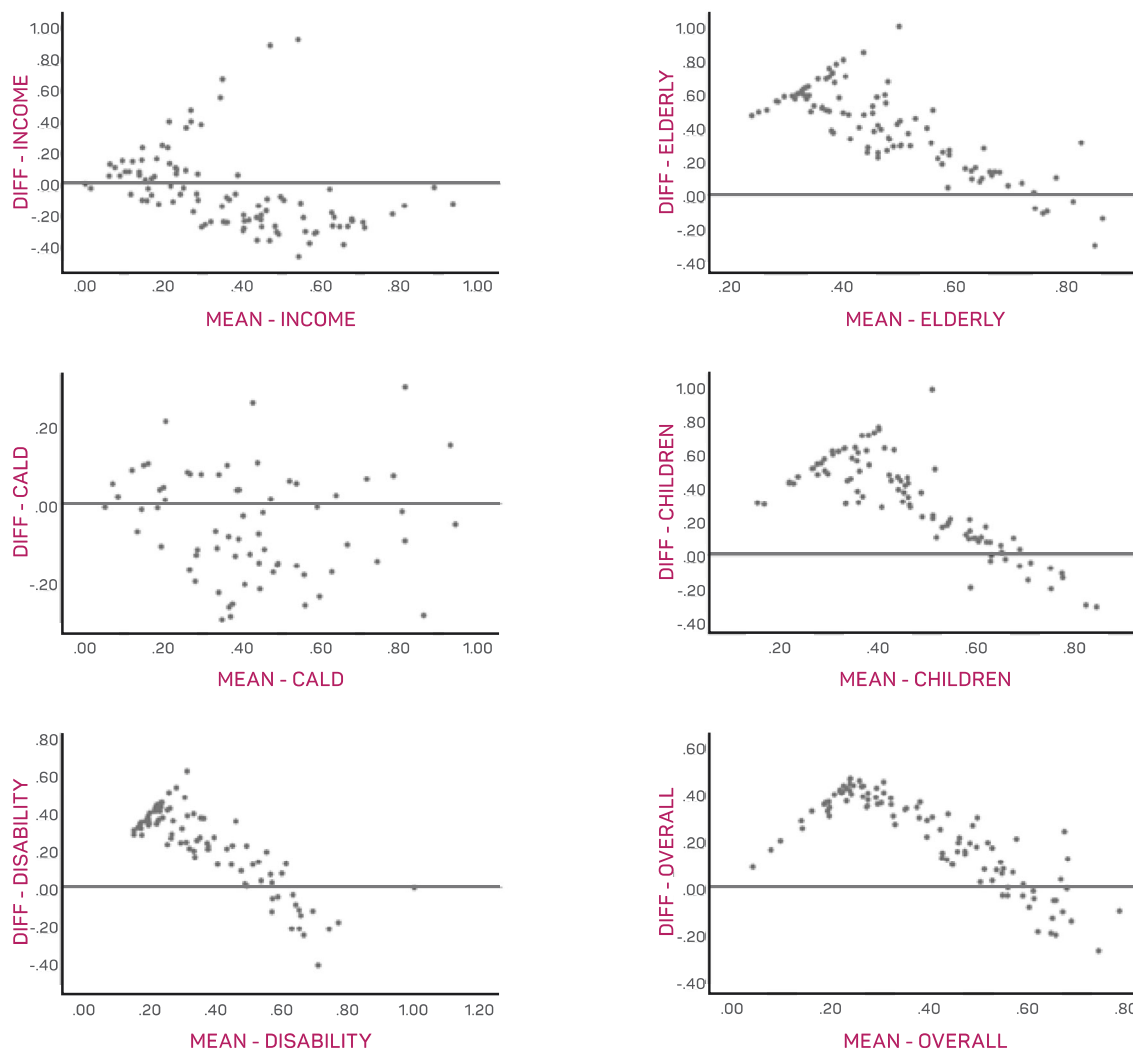 DIFF - INCOME
1.00
.80
.60
.40
.20
.00
-.20
-.40
.00 .20 .40 .60 .80 1.00
MEAN - INCOME
DIFF - ELDERLY
1.00
.80
.60
.40
.20
.00
-.20
-.40
.20 .40 .60 .80
MEAN - ELDERLY
DIFF - CALD
.20
.00
-.20
.00 .20 .40 .60 .80 1.00
MEAN - CALD
DIFF - CHILDREN
1.00
.80
.60
.40
.20
.00
-.20
-.40
.20 .40 .60 .80
MEAN - CHILDREN
DIFF - DISABILITY
.80
.60
.40
.20
.00
-.20
-.40
.00 .20 .40 .60 .80 1.00 1.20
MEAN - DISABILITY
DIFF - OVERALL
.60
.40
.20
.00
-.20
-.40
.00 .20 .40 .60 .80
MEAN - OVERALL